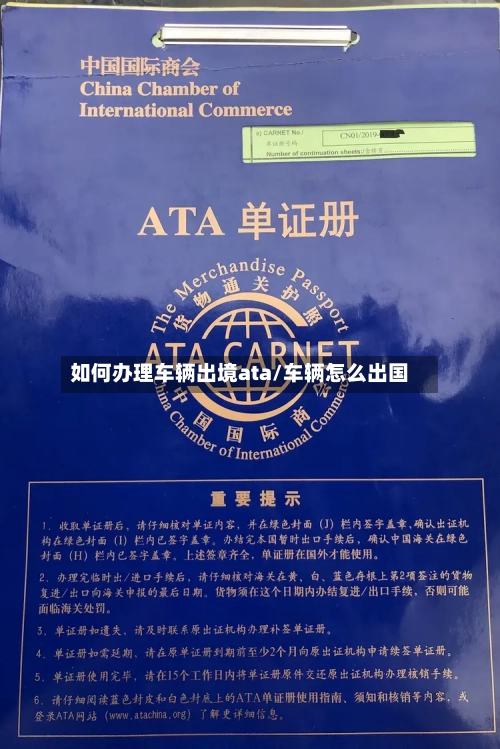 中国国际商会
China Chamber of
International Commerce
a) CARNET No./
单证册号码
CN01/2019-
Number of continuation sheets:/含续页
ATA 单证册
The Merchandise Passport
货物通关护照
ATA CARNET
如何办理车辆出境ata/车辆怎么出国
中国国际商会
China Chamber of International Commerce
重要提示
1. 收取单证册后，请仔细核对单证内容，并在绿色封面（J）栏内签字盖章，确认出证机
构在绿色封面（I）栏内已签字盖章。办结完本国暂时出口手续后，确认中国海关在绿色
封面（H）栏内已签字盖章。上述签章齐全，单证册在国外才能使用。
2. 办理完临时出/进口手续后，请仔细核对海关在黄、白、蓝色存根上第2项签注的货物
复进/出口向海关申报的最后日期。货物须在这个日期内办结复进/出口手续，否则可能
面临海关处罚。
3. 单证册如遗失，请及时联系原出证机构办理补签单证册。
4. 单证册如需延期，请在原单证册到期前至少2个月向原出证机构申请续签单证册。
5. 单证册使用完毕，请在15个工作日内将单证册原件交还原出证机构办理核销手续。
6. 请仔细阅读蓝色封皮和白色封底上的ATA单证册使用指南、须知和核销等内容，或
登录ATA网站（www.atachina.org）了解更详细信息。